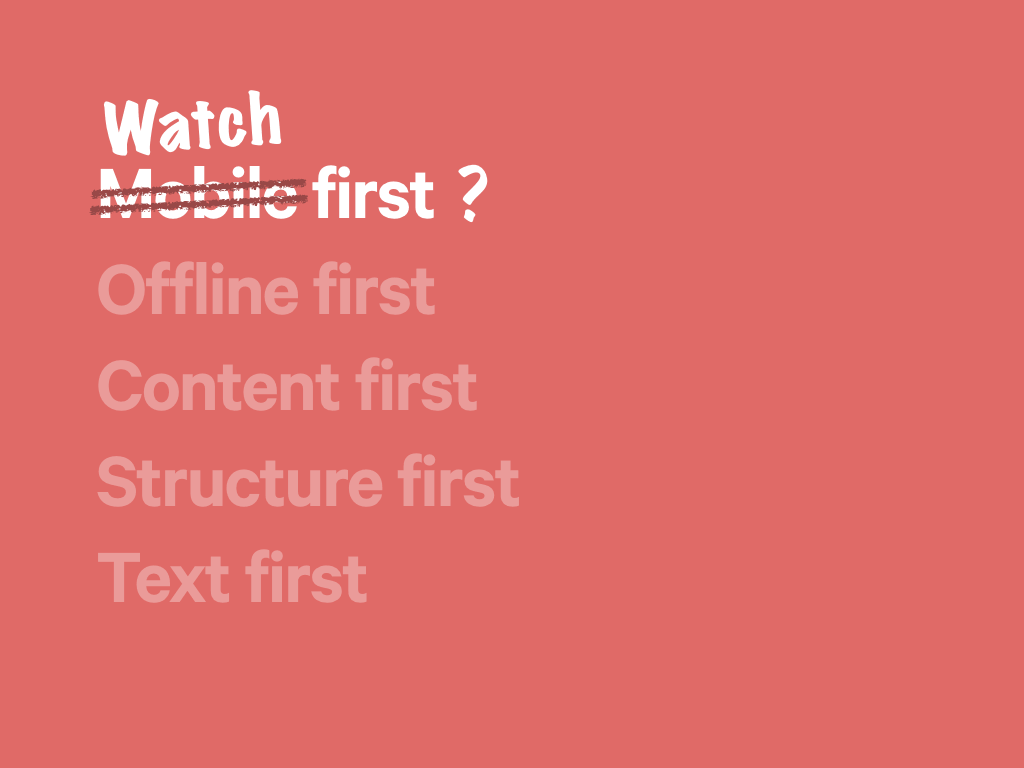 Watch
Mobile first ?
Offline first
Content first
Structure first
Text first